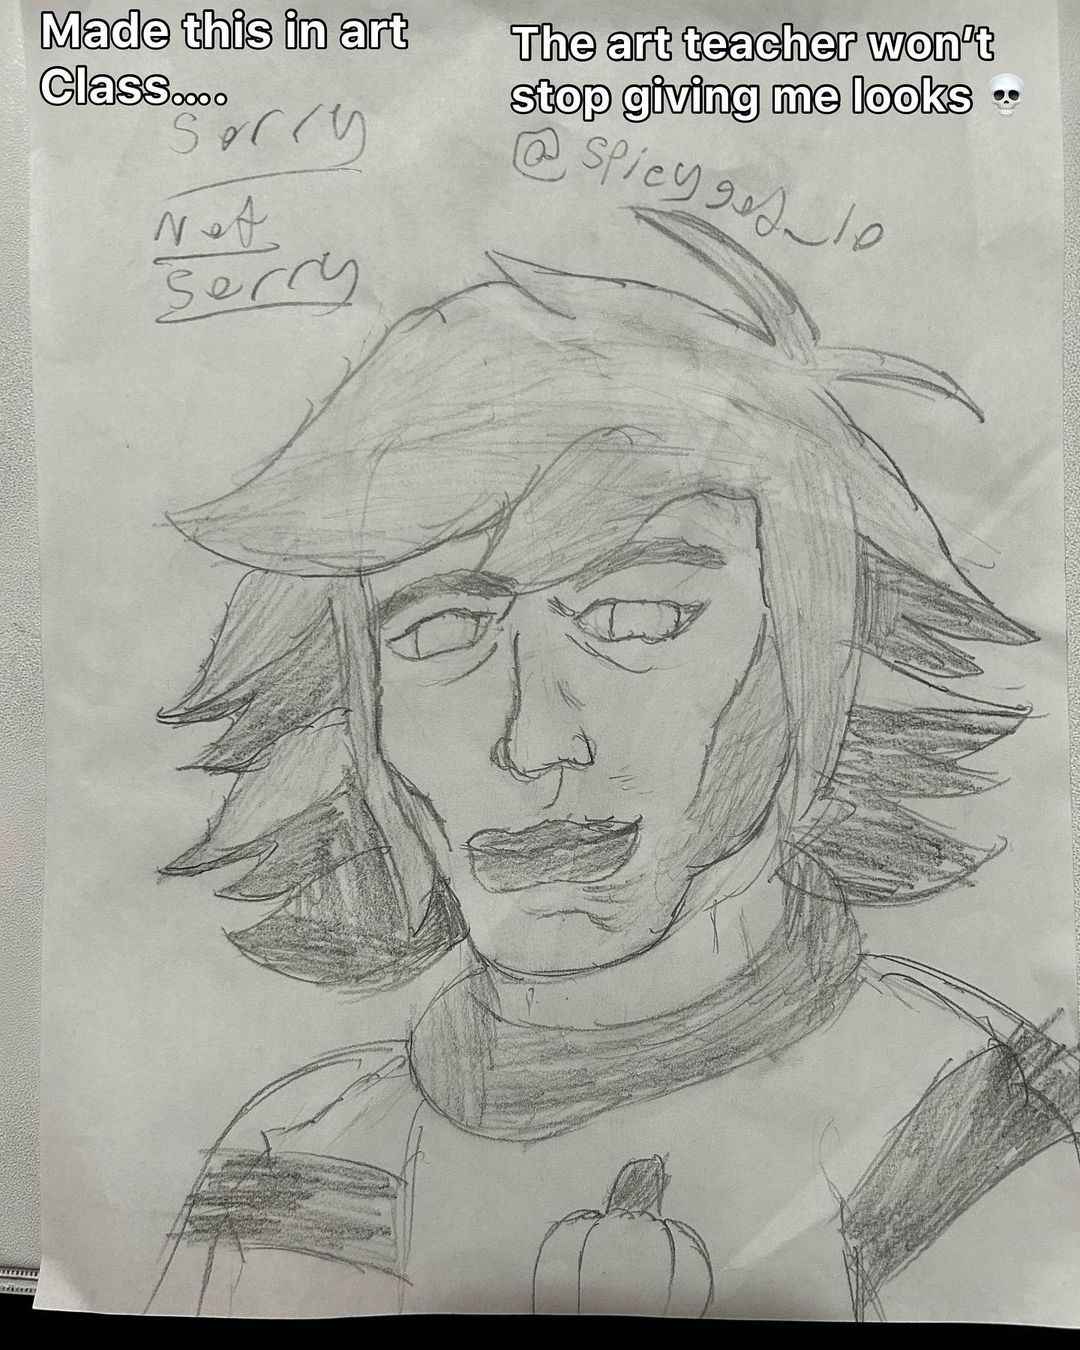 Made this in art
Class....
The art teacher won't
stop giving me looks 💀
Sorry
Not
Sorry